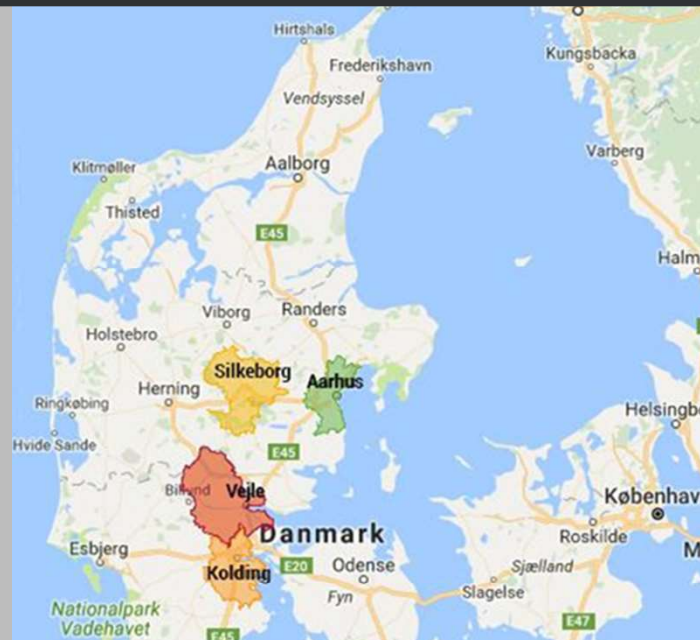 Hirtshals
Kungsbacka
Frederikshavn
Vendsyssel
Varberg
Aalborg
Klitmøller
Thisted
E45
Halm
Viborg
Randers
Holstebro
Silkeborg
Aarhus
Herning
Ringkøbing
Helsingb
Hvide Sande
E45
Billund
Vejle
Københav
Danmark
Roskilde
Esbjerg
M
E20
Odense
Sjælland
Kolding
Slagelse
Fyn
Nationalpark
Vadehavet
E47
E45